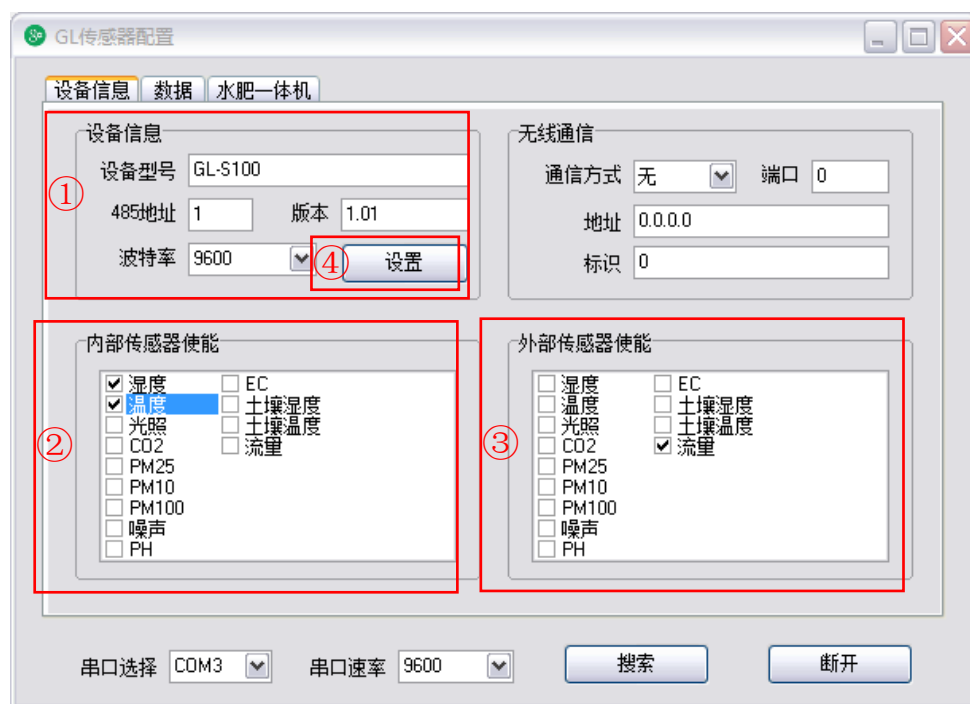 GL传感器配置
设备信息 数据 水肥一体机
设备信息
设备型号 GL-S100
① 485地址 1 版本 1.01
波特率 9600 ④ 设置
无线通信
通信方式 无 端口 0
地址 0.0.0.0
标识 0
内部传感器使能
湿度 EC
温度 土壤湿度
光照 土壤温度
② CO2 流量
PM25
PM10
PM100
噪声
PH
外部传感器使能
湿度 EC
温度 土壤湿度
光照 土壤温度
③ CO2 流量
PM25
PM10
PM100
噪声
PH
串口选择 COM3 串口速率 9600 搜索 断开